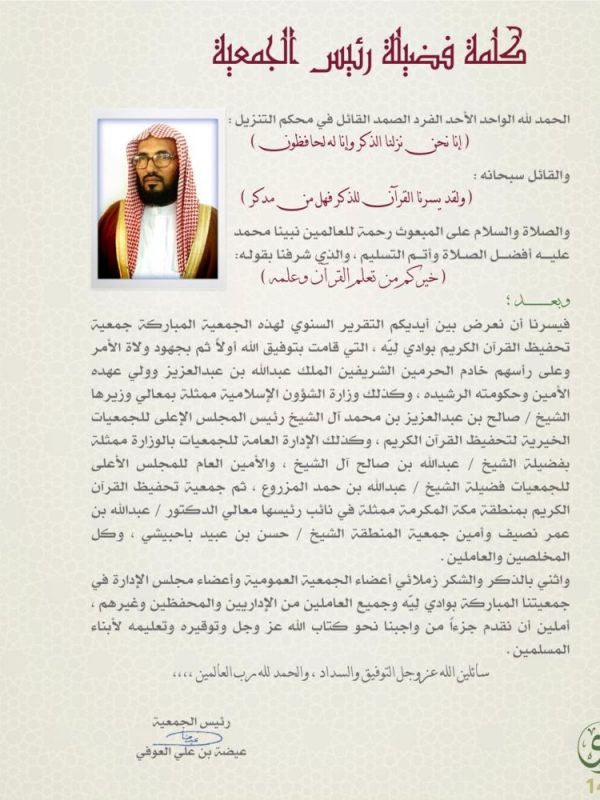 كلمة فضيلة رئيس الجمعية
الحمد لله الواحد الأحد الفرد الصمد القائل في محكم التنزيل :
( إنا نحن نزلنا الذكر وإنا له لحافظون )
والقائل سبحانه :
( ولقد يسرنا القرآن للذكر فهل من مدكر )
والصلاة والسلام على المبعوث رحمة للعالمين نبينا محمد
عليه أفضل الصلاة وأتم التسليم ، والذي شرفنا بقوله:
( خيركم من تعلم القرآن وعلمه )
وبعد ؛
فيسرنا أن نعرض بين أيديكم التقرير السنوي لهذه الجمعية المباركة جمعية
تحفيظ القرآن الكريم بوادي ليّه ، التي قامت بتوفيق الله أولاً ثم بجهود ولاة الأمر
وعلى رأسهم خادم الحرمين الشريفين الملك عبدالله بن عبدالعزيز وولي عهده
الأمين وحكومته الرشيده ، وكذلك وزارة الشؤون الإسلامية ممثلة بمعالي وزيرها
الشيخ / صالح بن عبدالعزيز بن محمد آل الشيخ رئيس المجلس الإعلى للجمعيات
الخيرية لتحفيظ القرآن الكريم ، وكذلك الإدارة العامة للجمعيات بالوزارة ممثلة
بفضيلة الشيخ / عبدالله بن صالح آل الشيخ ، والأمين العام للمجلس الأعلى
للجمعيات فضيلة الشيخ / عبدالله بن حمد المزروع ، ثم جمعية تحفيظ القرآن
الكريم بمنطقة مكة المكرمة ممثلة في نائب رئيسها معالي الدكتور / عبدالله بن
عمر نصيف وأمين جمعية المنطقة الشيخ / حسن بن عبيد باحبيشي ، وكل
المخلصين والعاملين .
واثني بالذكر والشكر زملائي أعضاء الجمعية العمومية وأعضاء مجلس الإدارة في
جمعيتنا المباركة بوادي ليّه وجميع العاملين من الإداريين والمحفظين وغيرهم ،
أملين أن نقدم جزءاً من واجبنا نحو كتاب الله عز وجل وتوقيره وتعليمه لأبناء
المسلمين .
سائلين الله عز وجل التوفيق والسداد ، والحمد لله رب العالمين ،،،،
رئيس الجمعية
عيضة بن علي العوفي